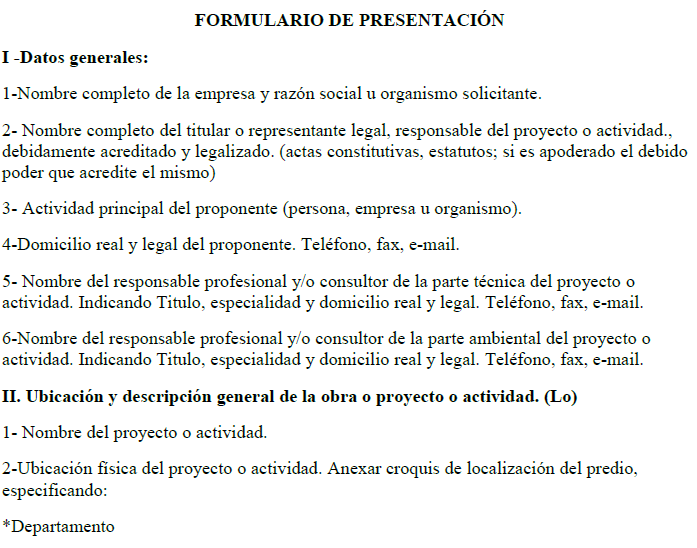 FORMULARIO DE PRESENTACIÓN
I -Datos generales:
1-Nombre completo de la empresa y razón social u organismo solicitante.
2- Nombre completo del titular o representante legal, responsable del proyecto o actividad.,
debidamente acreditado y legalizado. (actas constitutivas, estatutos; si es apoderado el debido
poder que acredite el mismo)
3- Actividad principal del proponente (persona, empresa u organismo).
4-Domicilio real y legal del proponente. Teléfono, fax, e-mail.
5- Nombre del responsable profesional y/o consultor de la parte técnica del proyecto o
actividad. Indicando Titulo, especialidad y domicilio real y legal. Teléfono, fax, e-mail.
6-Nombre del responsable profesional y/o consultor de la parte ambiental del proyecto o
actividad. Indicando Titulo, especialidad y domicilio real y legal. Teléfono, fax, e-mail.
II. Ubicación y descripción general de la obra o proyecto o actividad. (Lo)
1- Nombre del proyecto o actividad.
2-Ubicación física del proyecto o actividad. Anexar croquis de localización del predio,
especificando:
*Departamento